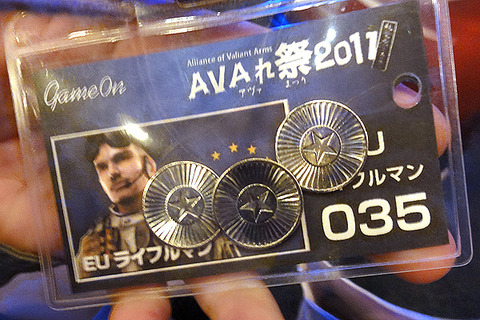 GameOn
Alliance of Valiant Arms
AVAれ祭2011
アヴァ まつり
EU ライフルマン
U
フルマン
035